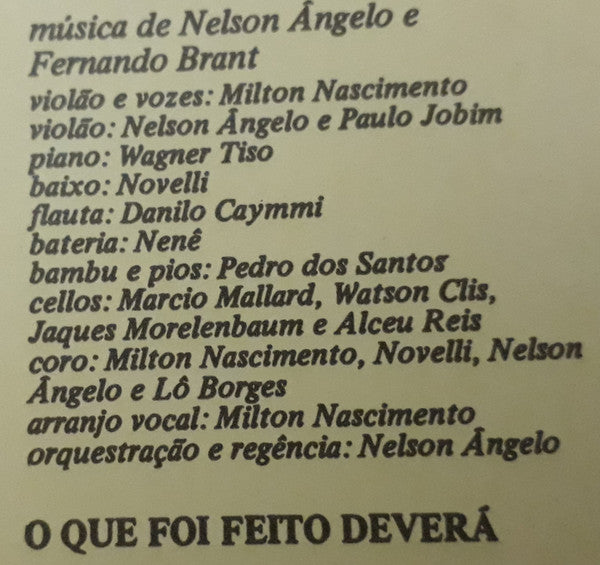 música de Nelson Ângelo e
Fernando Brant
violão e vozes: Milton Nascimento
violão: Nelson Ângelo e Paulo Jobim
piano: Wagner Tiso
baixo: Novelli
flauta: Danilo Caymmi
bateria: Nenê
bambu e pios: Pedro dos Santos
cellos: Marcio Mallard, Watson Clis,
Jaques Morelenbaum e Alceu Reis
coro: Milton Nascimento, Novelli, Nelson
Ângelo e Lô Borges
arranjo vocal: Milton Nascimento
orquestração e regência: Nelson Ângelo
O QUE FOI FEITO DEVERÁ